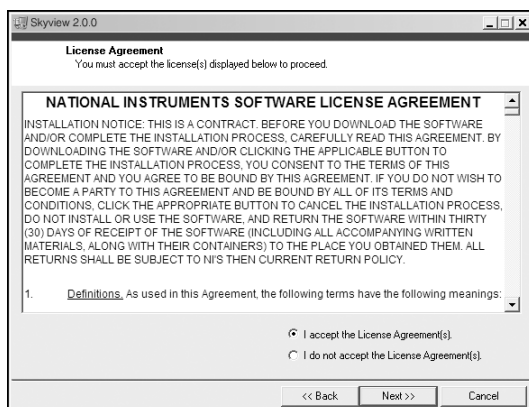 Skyview 2.0.0
License Agreement
You must accept the license(s) displayed below to proceed.
NATIONAL INSTRUMENTS SOFTWARE LICENSE AGREEMENT
INSTALLATION NOTICE: THIS IS A CONTRACT. BEFORE YOU DOWNLOAD THE SOFTWARE
AND/OR COMPLETE THE INSTALLATION PROCESS, CAREFULLY READ THIS AGREEMENT. BY
DOWNLOADING THE SOFTWARE AND/OR CLICKING THE APPLICABLE BUTTON TO
COMPLETE THE INSTALLATION PROCESS, YOU CONSENT TO THE TERMS OF THIS
AGREEMENT AND YOU AGREE TO BE BOUND BY THIS AGREEMENT. IF YOU DO NOT WISH TO
BECOME A PARTY TO THIS AGREEMENT AND BE BOUND BY ALL OF ITS TERMS AND
CONDITIONS, CLICK THE APPROPRIATE BUTTON TO CANCEL THE INSTALLATION PROCESS,
DO NOT INSTALL OR USE THE SOFTWARE, AND RETURN THE SOFTWARE WITHIN THIRTY
(30) DAYS OF RECEIPT OF THE SOFTWARE (INCLUDING ALL ACCOMPANYING WRITTEN
MATERIALS, ALONG WITH THEIR CONTAINERS) TO THE PLACE YOU OBTAINED THEM. ALL
RETURNS SHALL BE SUBJECT TO NI'S THEN CURRENT RETURN POLICY.
1. Definitions. As used in this Agreement, the following terms have the following meanings:
I accept the License Agreement(s).
I do not accept the License Agreement(s).
<< Back Next >> Cancel